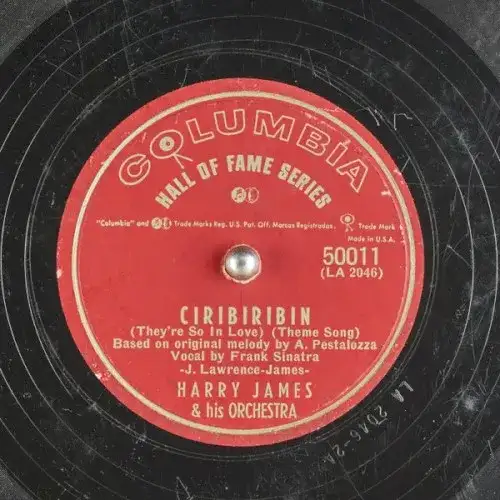 COLUMBIA
HALL OF FAME SERIES
"Columbia" and Trade Marks Reg. U.S. Pat. Off. Marcas Registradas. Trade Mark
Made in U.S.A.
50011
(LA 2046)
CIRIBIRIBIN
(They're So In Love) (Theme Song)
Based on original melody by A. Pestalozza
Vocal by Frank Sinatra
-J. Lawrence-James-
HARRY JAMES
& his ORCHESTRA